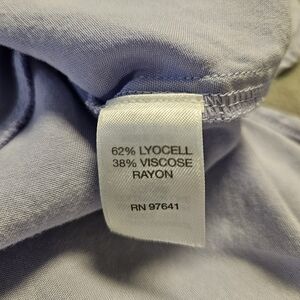 62% LYOCELL
38% VISCOSE
RAYON
RN 97641